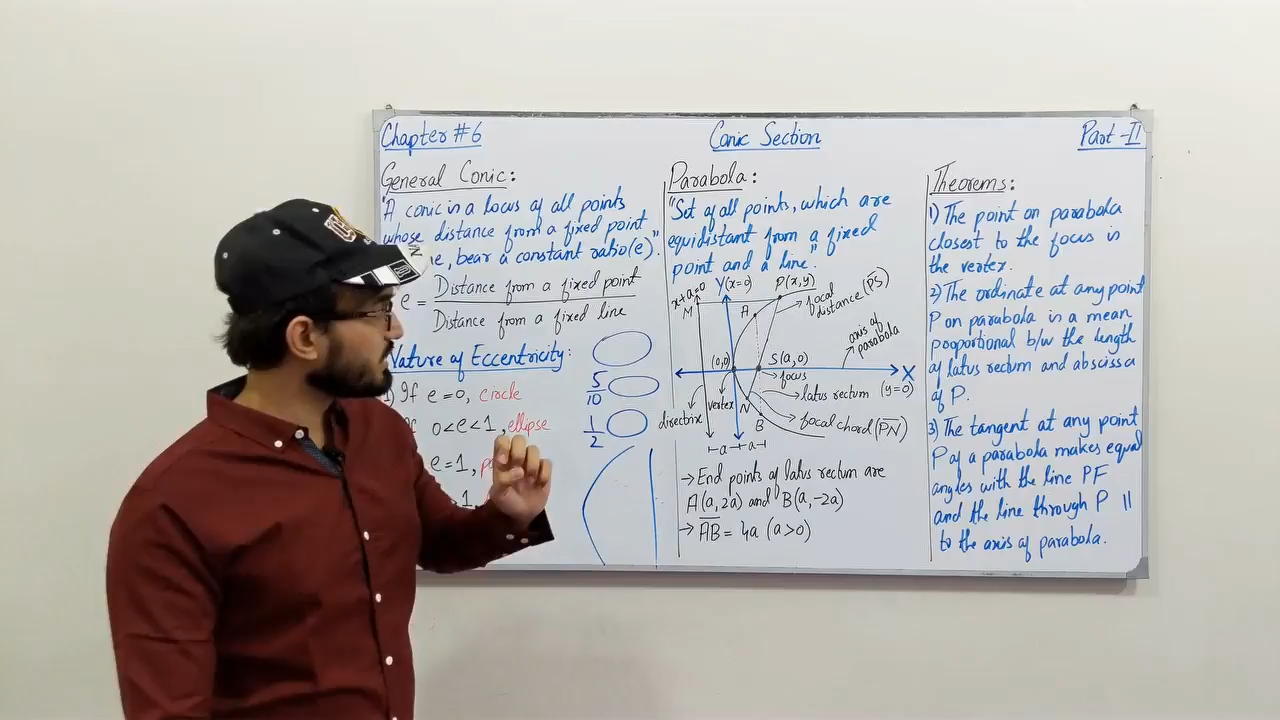 Chapter #6
Conic Section
Part-II
General Conic:
"A conic is a locus of all points
whose distance from a fixed point
e, bear a constant ratio(e)."
e = Distance from a fixed point
Distance from a fixed line
Nature of Eccentricity:
1) If e=0, circle
If 0<e<1, ellipse
e=1, p
1,
5/10
1/2
Parabola:
"Set of all points, which are
equidistant from a fixed
point and a line."
x+a=0
Y(x=0)
P(x,y)
M
A
focal
distance (PS)
axis of
parabola
(0,0)
S(a,0)
X
focus
(y=0)
latus rectum
directrix
vertex
N
B
focal chord (PN)
a
a
→ End points of latus rectum are
A(a,2a) and B(a,-2a)
→ AB = 4a (a>0)
Theorems:
1) The point on parabola
closest to the focus is
the vertex.
2) The ordinate at any point
P on parabola is a mean
proportional b/w the length
of latus rectum and abscissa
of P.
3) The tangent at any point
P of a parabola makes equal
angles with the line PF
and the line through P ||
to the axis of parabola.